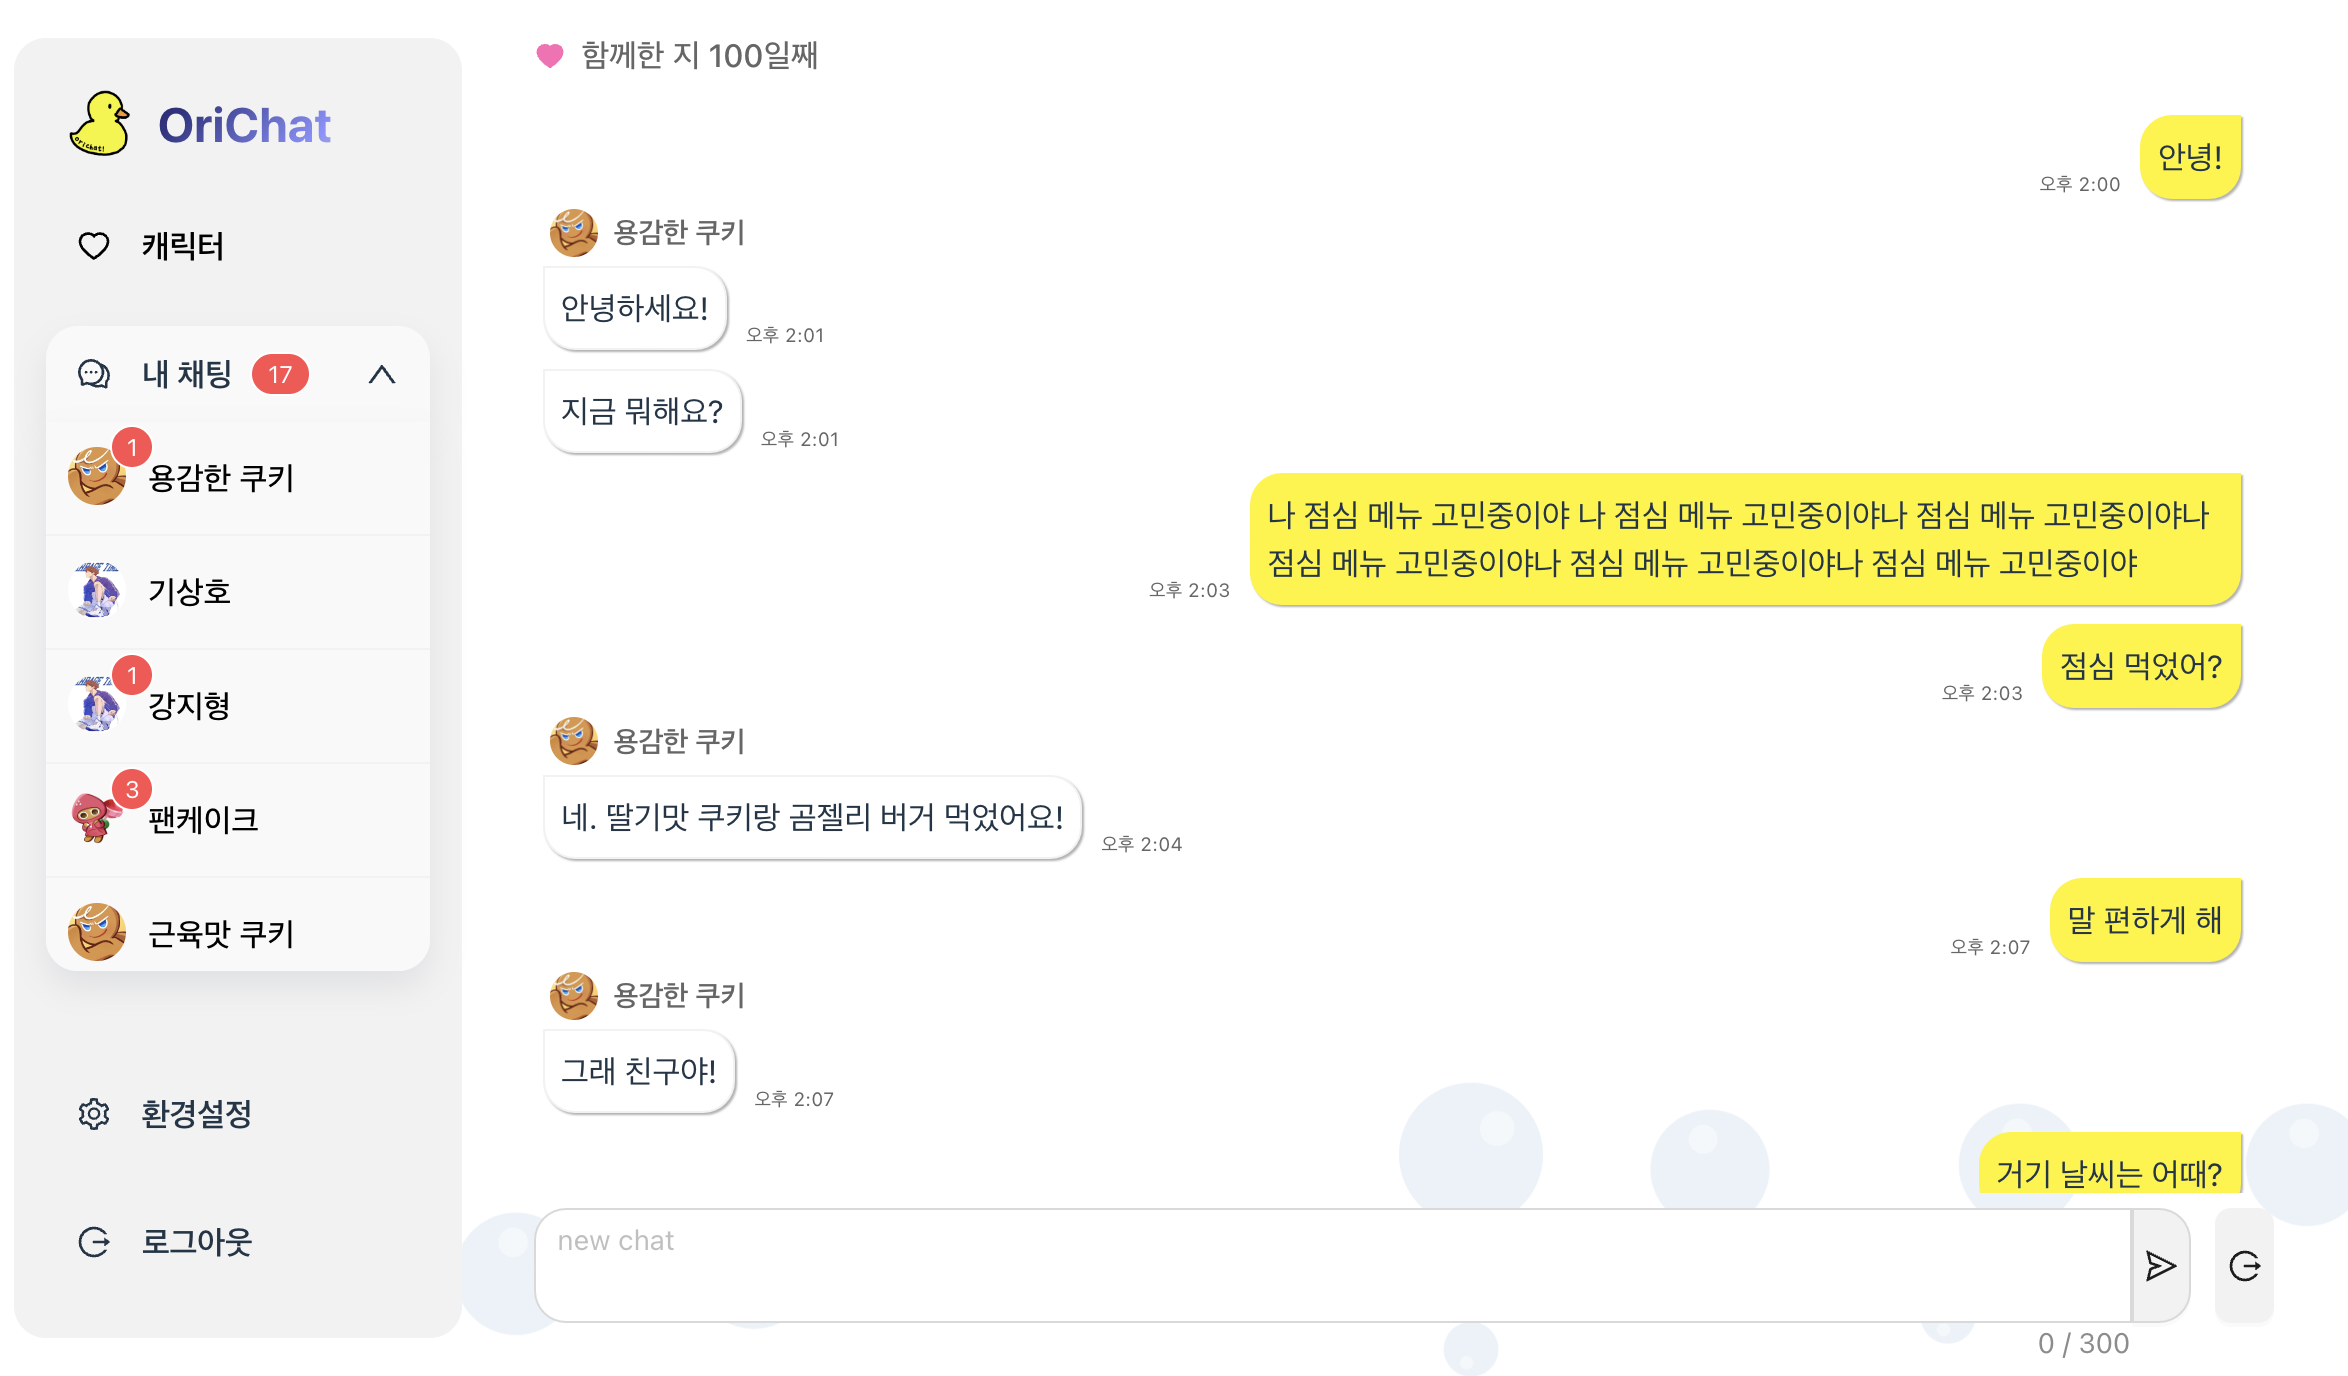 orichat!
OriChat
캐릭터
내 채팅
17
1
용감한 쿠키
기상호
1
강지형
3
팬케이크
근육맛 쿠키
환경설정
로그아웃
함께한 지 100일째
안녕!
오후 2:00
용감한 쿠키
안녕하세요!
오후 2:01
지금 뭐해요?
오후 2:01
나 점심 메뉴 고민중이야 나 점심 메뉴 고민중이야나 점심 메뉴 고민중이야나
점심 메뉴 고민중이야나 점심 메뉴 고민중이야나 점심 메뉴 고민중이야
오후 2:03
점심 먹었어?
오후 2:03
용감한 쿠키
네. 딸기맛 쿠키랑 곰젤리 버거 먹었어요!
오후 2:04
말 편하게 해
오후 2:07
용감한 쿠키
그래 친구야!
오후 2:07
거기 날씨는 어때?
new chat
0 / 300